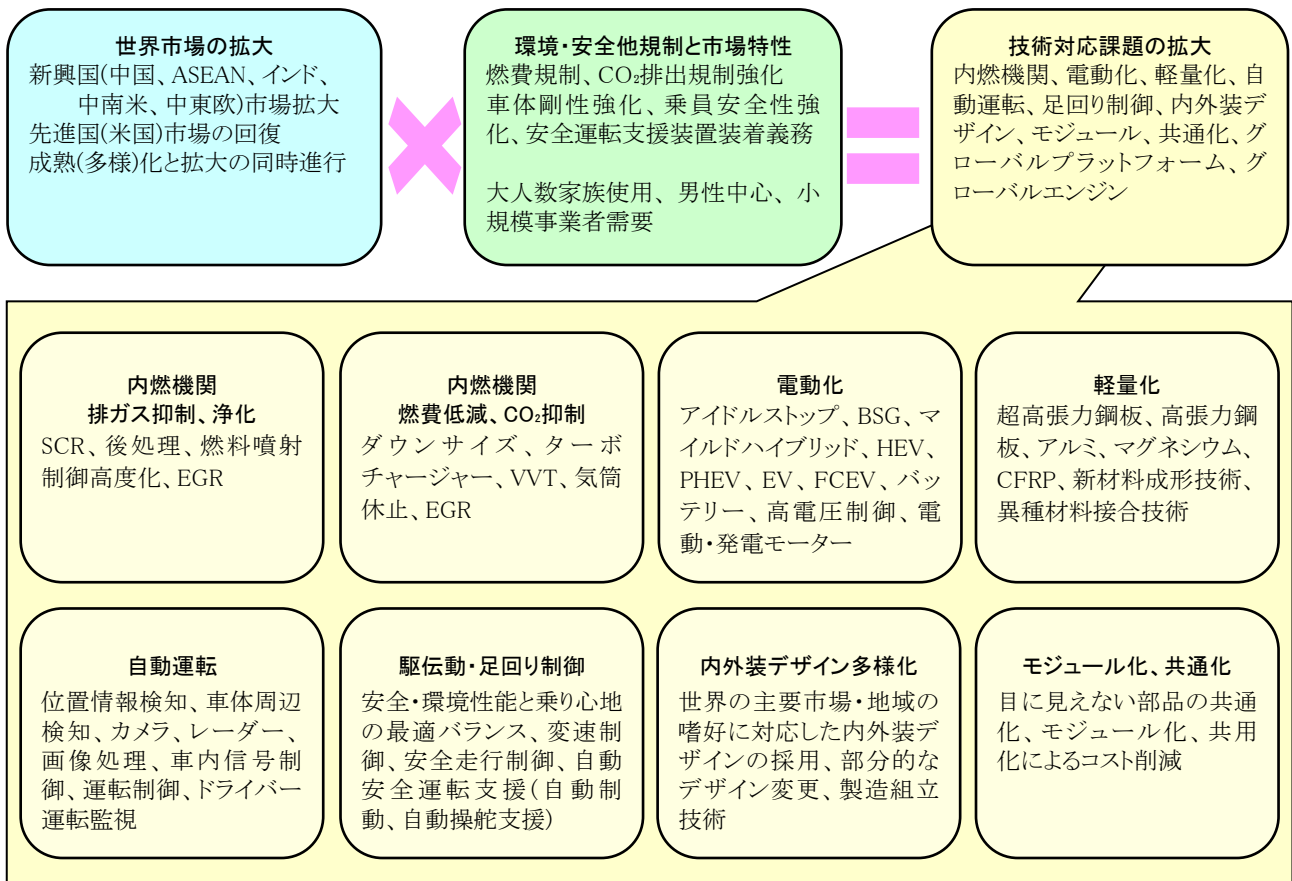 世界市場の拡大
新興国(中国、ASEAN、インド、
中南米、中東欧)市場拡大
先進国(米国)市場の回復
成熟(多様)化と拡大の同時進行
環境・安全他規制と市場特性
燃費規制、CO₂排出規制強化
車体剛性強化、乗員安全性強
化、安全運転支援装置装着義務
大人数家族使用、男性中心、小
規模事業者需要
技術対応課題の拡大
内燃機関、電動化、軽量化、自
動運転、足回り制御、内外装デ
ザイン、モジュール、共通化、グ
ローバルプラットフォーム、グ
ローバルエンジン
内燃機関
排ガス抑制、浄化
SCR、後処理、燃料噴射
制御高度化、EGR
内燃機関
燃費低減、CO₂抑制
ダウンサイズ、ターボ
チャージャー、VVT、気筒
休止、EGR
電動化
アイドルストップ、BSG、マ
イルドハイブリッド、HEV、
PHEV、EV、FCEV、バッ
テリー、高電圧制御、電
動・発電モーター
軽量化
超高張力鋼板、高張力鋼
板、アルミ、マグネシウム、
CFRP、新材料成形技術、
異種材料接合技術
自動運転
位置情報検知、車体周辺
検知、カメラ、レーダー、
画像処理、車内信号制
御、運転制御、ドライバー
運転監視
駆伝動・足回り制御
安全・環境性能と乗り心地
の最適バランス、変速制
御、安全走行制御、自動
安全運転支援(自動制
動、自動操舵支援)
内外装デザイン多様化
世界の主要市場・地域の
嗜好に対応した内外装デ
ザインの採用、部分的な
デザイン変更、製造組立
技術
モジュール化、共通化
目に見えない部品の共通
化、モジュール化、共用
化によるコスト削減